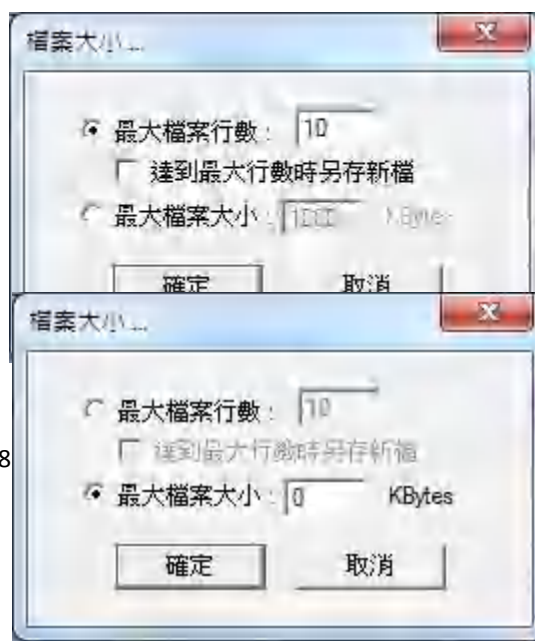 檔案大小...
最大檔案行數： 10
達到最大行數時另存新檔
最大檔案大小： KBytes
確定 取消
檔案大小...
最大檔案行數： 10
8
達到最大行數時另存新檔
最大檔案大小： 0 KBytes
確定 取消